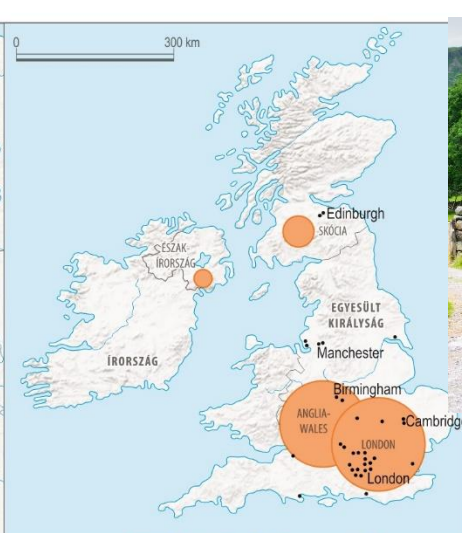 0
300 km
Edinburgh
SKÓCIA
ÉSZAK-
ÍRORSZÁG
EGYESÜLT
KIRÁLYSÁG
ÍRORSZÁG
Manchester
Birmingham
ANGLIA-
WALES
Cambridge
LONDON
London